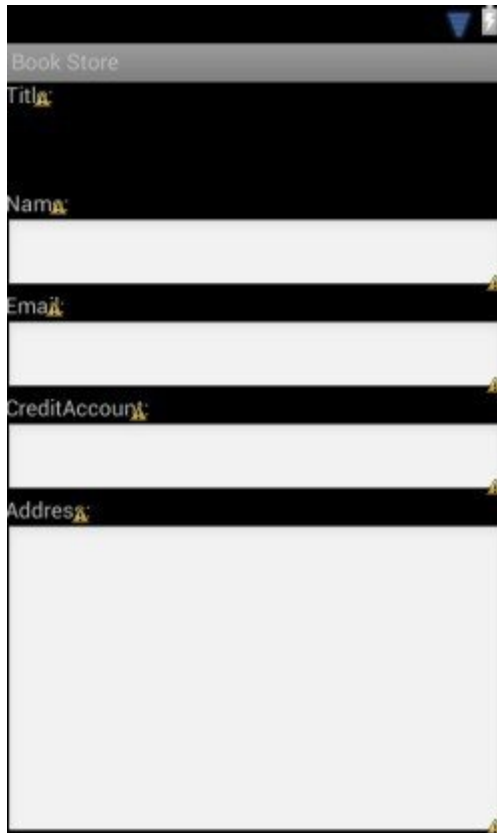 Book Store
Title:
Name:
Email:
CreditAccount:
Address: